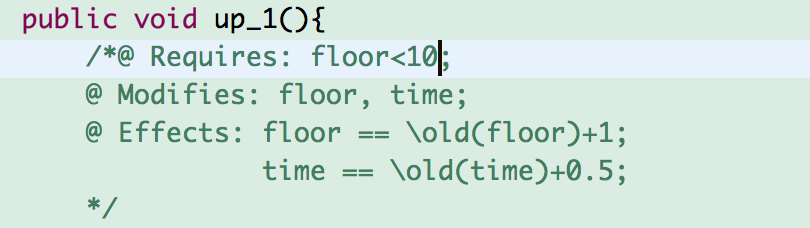 public void up_1(){
/*@ Requires: floor<10;
@ Modifies: floor, time;
@ Effects: floor == \old(floor)+1;
time == \old(time)+0.5;
*/